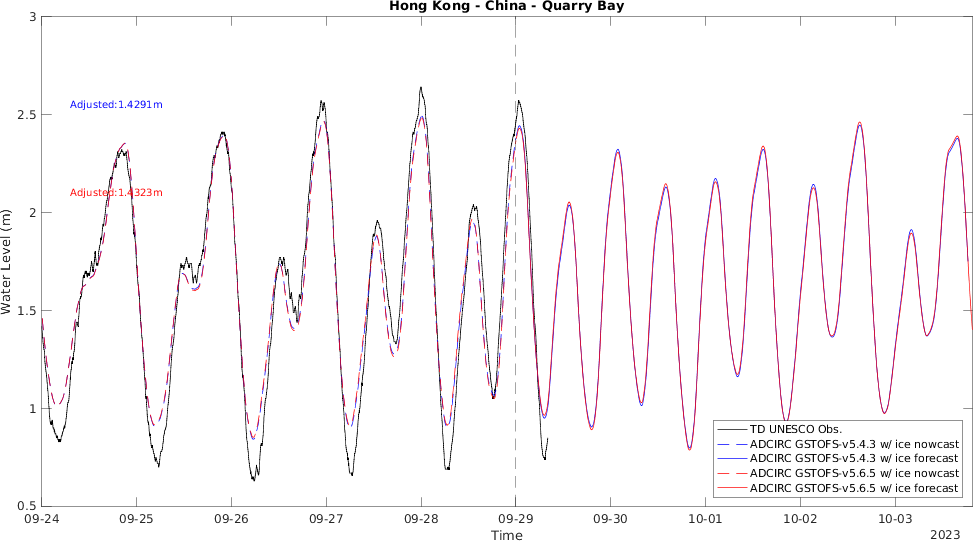 Hong Kong - China - Quarry Bay
3
2.5
2
1.5
1
0.5
Water Level (m)
Adjusted:1.4291m
Adjusted:1.4323m
TD UNESCO Obs.
ADCIRC GSTOFS-v5.4.3 w/ ice nowcast
ADCIRC GSTOFS-v5.4.3 w/ ice forecast
ADCIRC GSTOFS-v5.6.5 w/ ice nowcast
ADCIRC GSTOFS-v5.6.5 w/ ice forecast
09-24 09-25 09-26 09-27 09-28 09-29 09-30 10-01 10-02 10-03
Time
2023